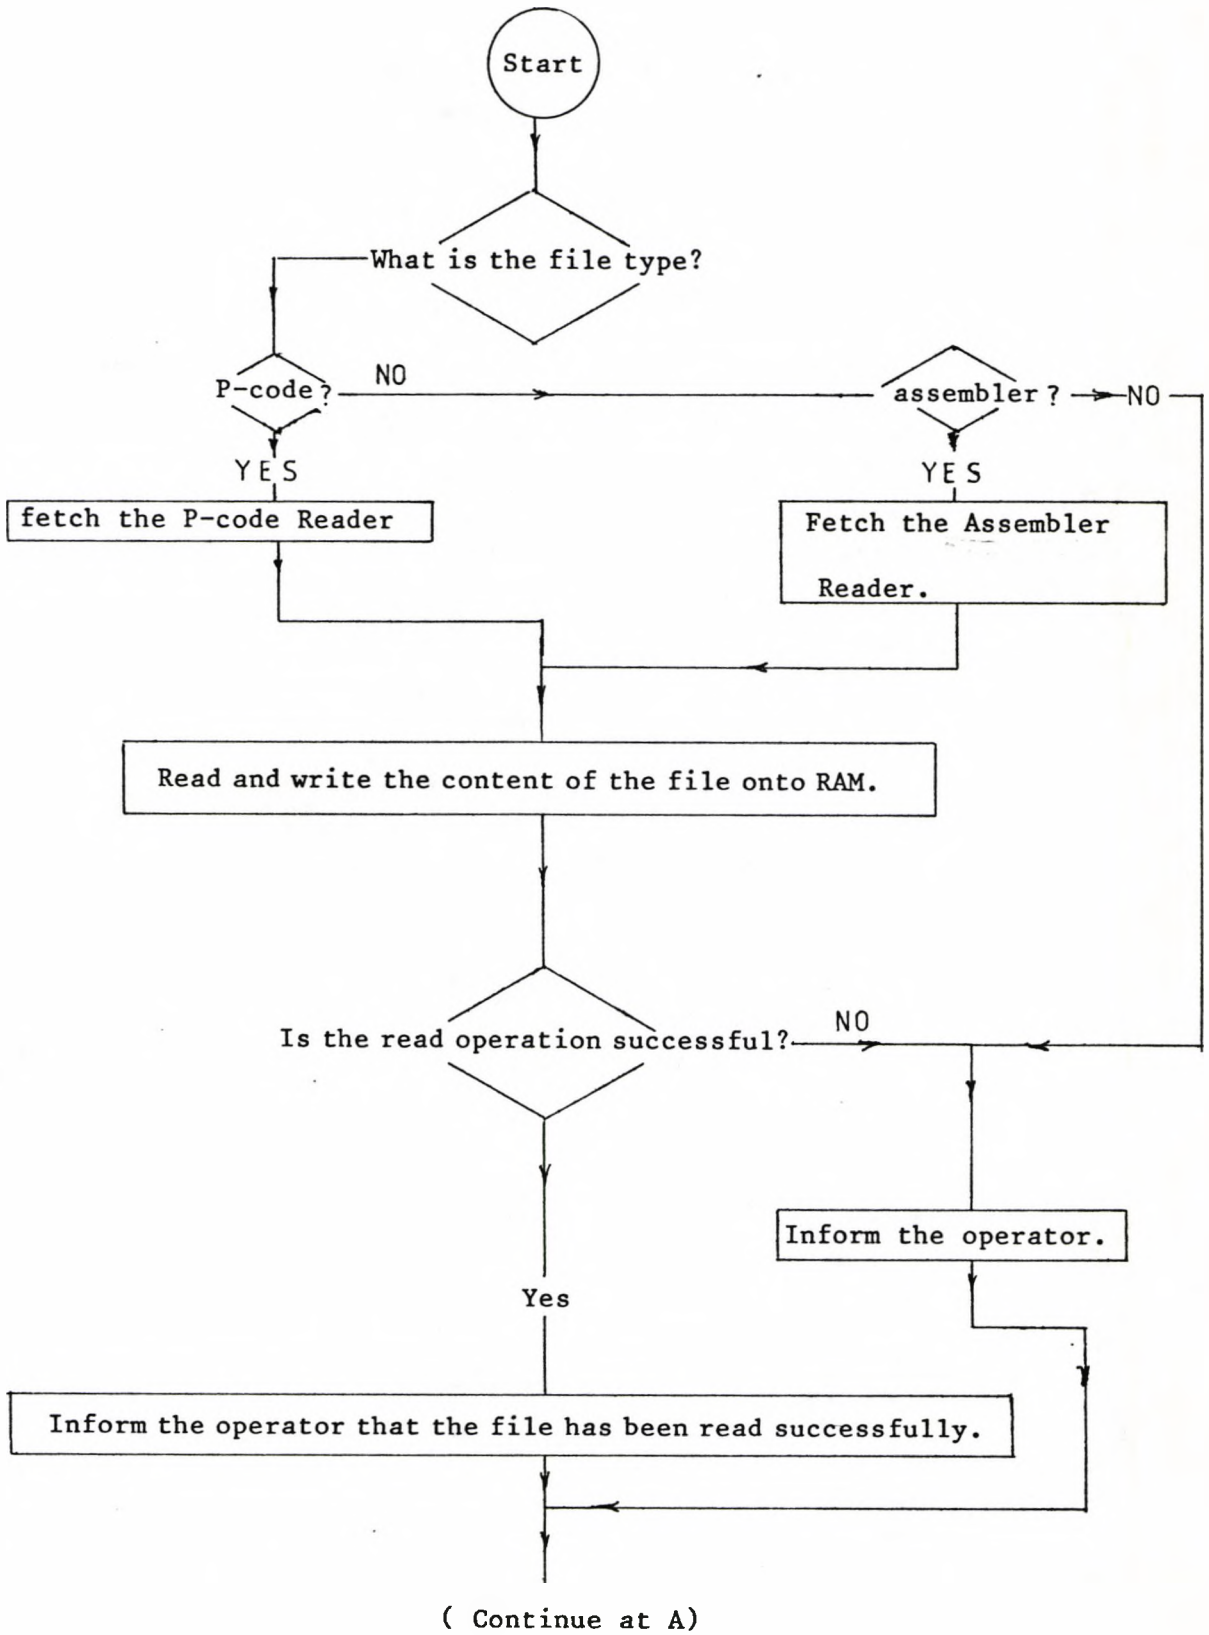 Start
What is the file type?
P-code?
NO
assembler?
NO
YES
YES
fetch the P-code Reader
Fetch the Assembler
Reader.
Read and write the content of the file onto RAM.
Is the read operation successful?
NO
Inform the operator.
Yes
Inform the operator that the file has been read successfully.
( Continue at A)